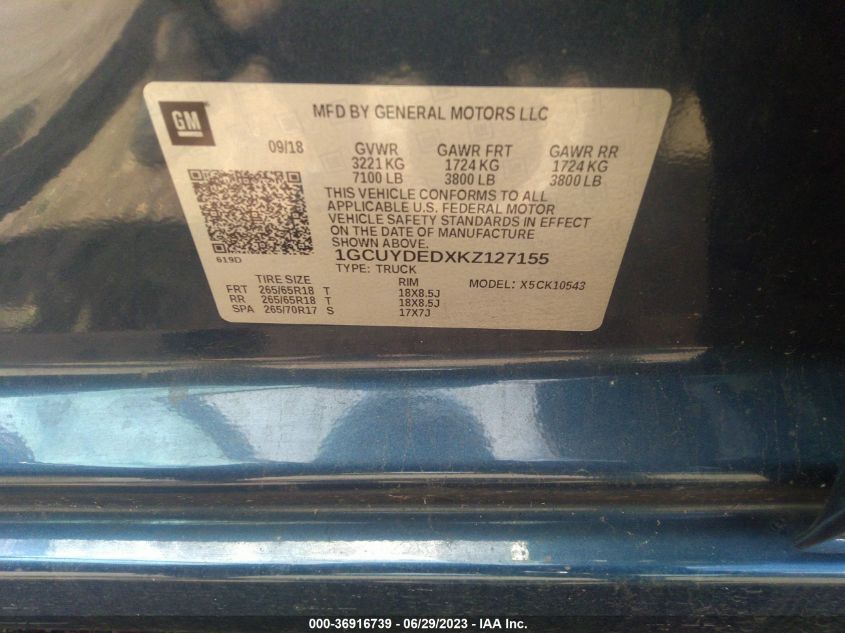 GM
MFD BY GENERAL MOTORS LLC
09/18 GVWR GAWR FRT GAWR RR
3221 KG 1724 KG 1724 KG
7100 LB 3800 LB 3800 LB
THIS VEHICLE CONFORMS TO ALL
APPLICABLE U.S. FEDERAL MOTOR
VEHICLE SAFETY STANDARDS IN EFFECT
ON THE DATE OF MANUFACTURE
SHOWN ABOVE.
619D
1GCUYDEDXKZ127155
TYPE: TRUCK
TIRE SIZE RIM MODEL: X5CK10543
FRT 265/65R18 T 18X8.5J
RR 265/65R18 T 18X8.5J
SPA 265/70R17 S 17X7J
000-36916739 - 06/29/2023 - IAA Inc.